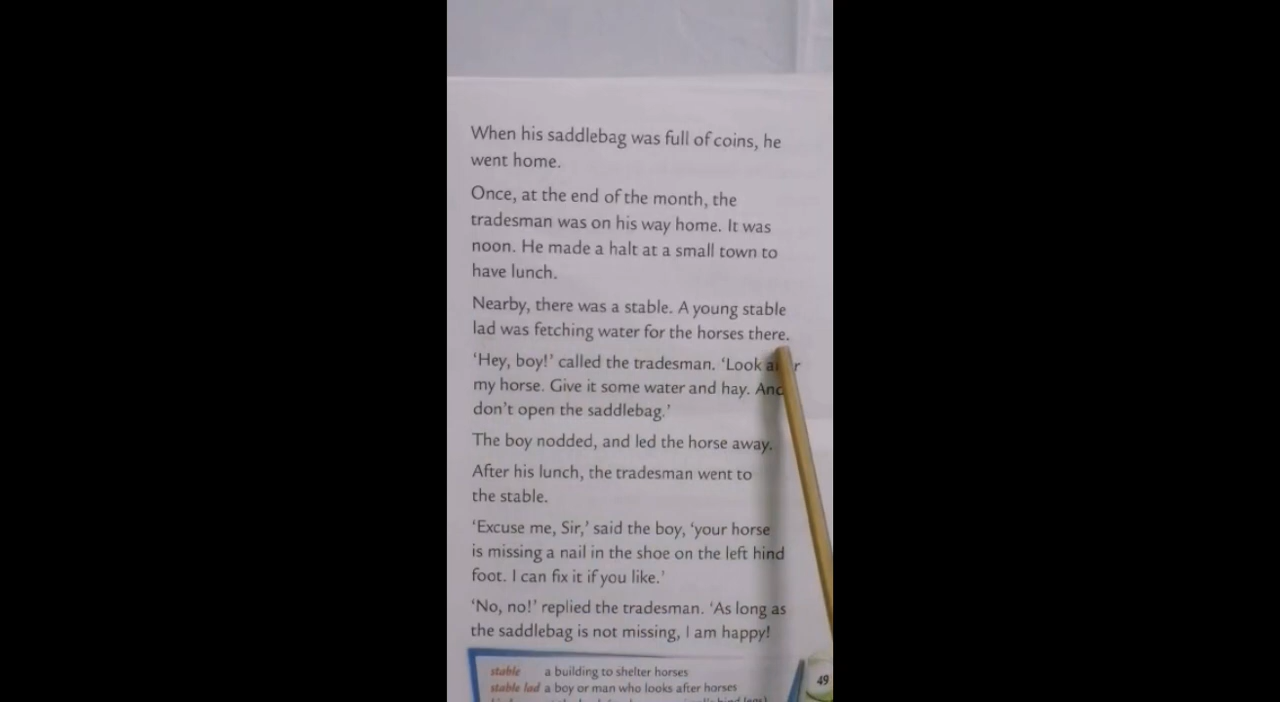 When his saddlebag was full of coins, he
went home.
Once, at the end of the month, the
tradesman was on his way home. It was
noon. He made a halt at a small town to
have lunch.
Nearby, there was a stable. A young stable
lad was fetching water for the horses there.
‘Hey, boy!’ called the tradesman. ‘Look
my horse. Give it some water and hay. And
don’t open the saddlebag.’
The boy nodded, and led the horse away.
After his lunch, the tradesman went to
the stable.
‘Excuse me, Sir,’ said the boy, ‘your horse
is missing a nail in the shoe on the left hind
foot. I can fix it if you like.’
‘No, no!’ replied the tradesman. ‘As long as
the saddlebag is not missing, I am happy!
stable a building to shelter horses
stable lad a boy or man who looks after horses
49